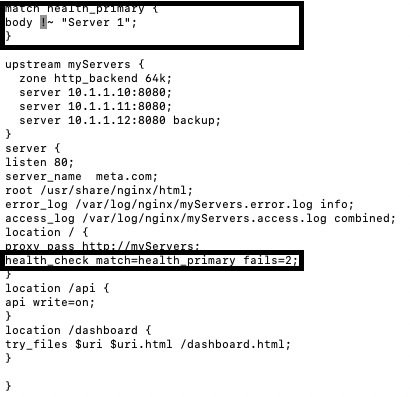 match health_primary {
body !~ "Server 1";
}
upstream myServers {
zone http_backend 64k;
server 10.1.1.10:8080;
server 10.1.1.11:8080;
server 10.1.1.12:8080 backup;
}
server {
listen 80;
server_name meta.com;
root /usr/share/nginx/html;
error_log /var/log/nginx/myServers.error.log info;
access_log /var/log/nginx/myServers.access.log combined;
location / {
proxy_pass http://myServers;
health_check match=health_primary fails=2;
}
location /api {
api write=on;
}
location /dashboard {
try_files $uri $uri.html /dashboard.html;
}
}